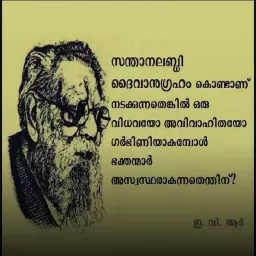 സന്താനലബ്ധി
ദൈവാനുഗ്രഹം കൊണ്ടാണ്
നടക്കുന്നതെങ്കിൽ ഒരു
വിധവയോ അവിവാഹിതയോ
ഗർഭിണിയാകുമ്പോൾ
ഭക്തന്മാർ
അസ്വസ്ഥരാകുന്നതെന്തിന്?
ഇ. വി. ആർ